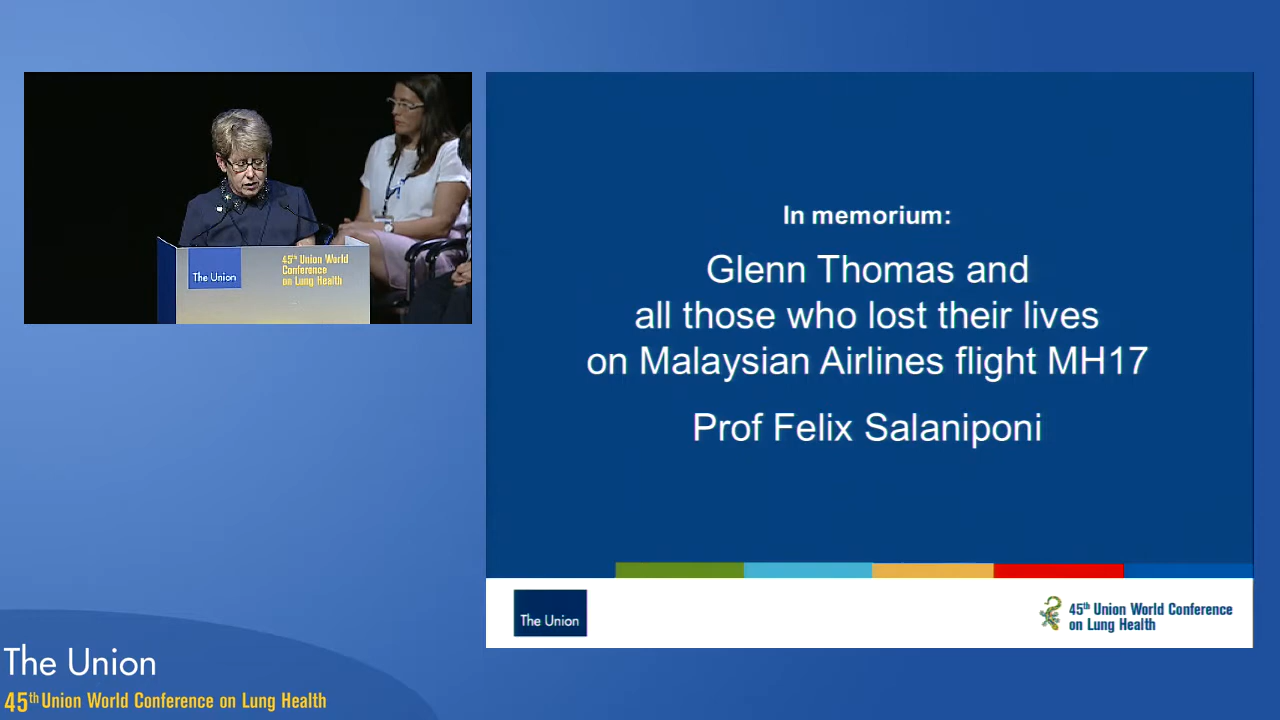 The Union
45th Union World
Conference
on Lung Health
In memorium:
Glenn Thomas and
all those who lost their lives
on Malaysian Airlines flight MH17
Prof Felix Salaniponi
The Union
45th Union World Conference
on Lung Health
The Union
45th Union World Conference on Lung Health